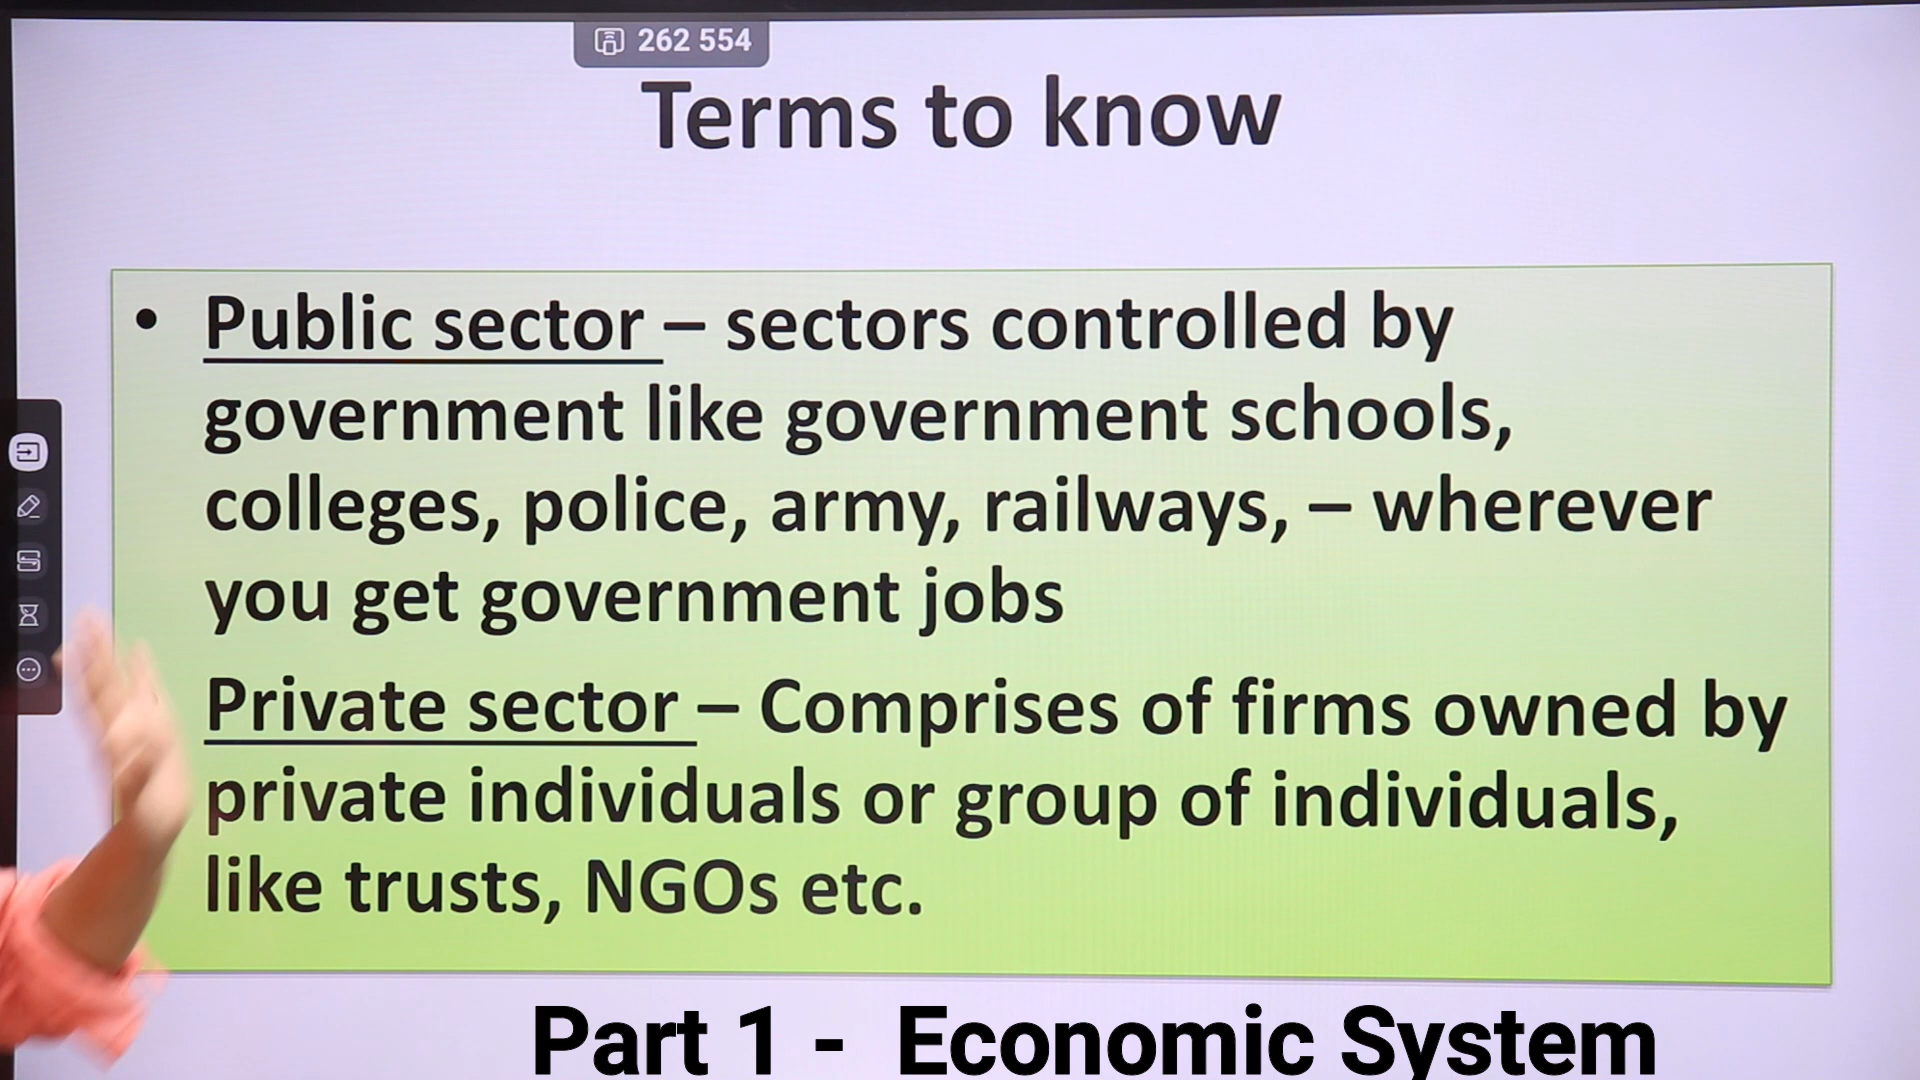 262 554
Terms to know
• Public sector – sectors controlled by
government like government schools,
colleges, police, army, railways, – wherever
you get government jobs
Private sector – Comprises of firms owned by
private individuals or group of individuals,
like trusts, NGOs etc.
Part 1 - Economic System